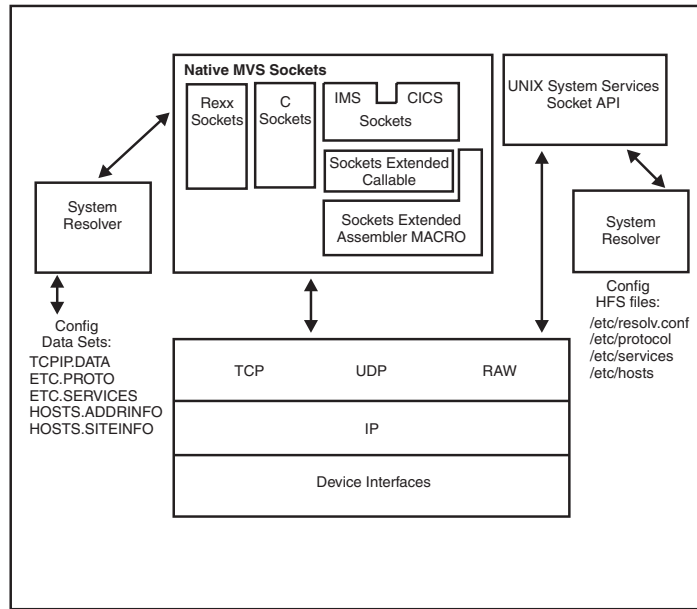 Native MVS Sockets
Rexx
Sockets
C
Sockets
IMS
CICS
Sockets
Sockets Extended
Callable
Sockets Extended
Assembler MACRO
UNIX System Services
Socket API
System
Resolver
System
Resolver
Config
Data Sets:
TCPIP.DATA
ETC.PROTO
ETC.SERVICES
HOSTS.ADDRINFO
HOSTS.SITEINFO
Config
HFS files:
/etc/resolv.conf
/etc/protocol
/etc/services
/etc/hosts
TCP
UDP
RAW
IP
Device Interfaces